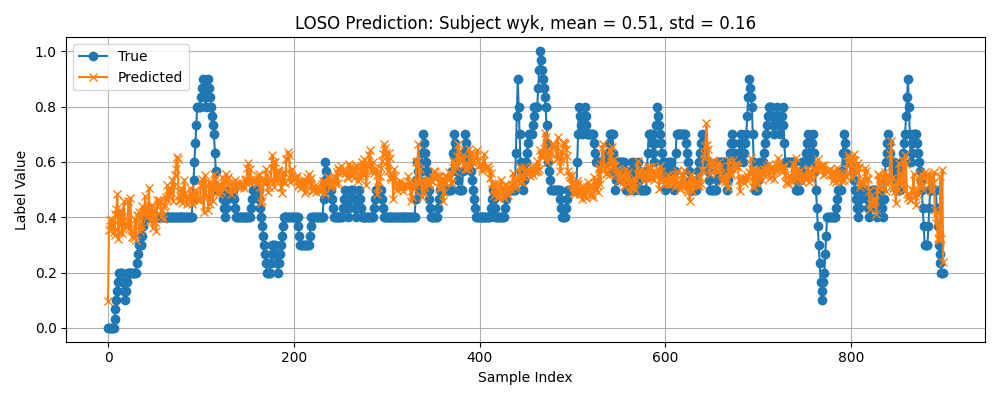 LOSO Prediction: Subject wyk, mean = 0.51, std = 0.16
True
Predicted
Label Value
1.0
0.8
0.6
0.4
0.2
0.0
0 200 400 600 800
Sample Index